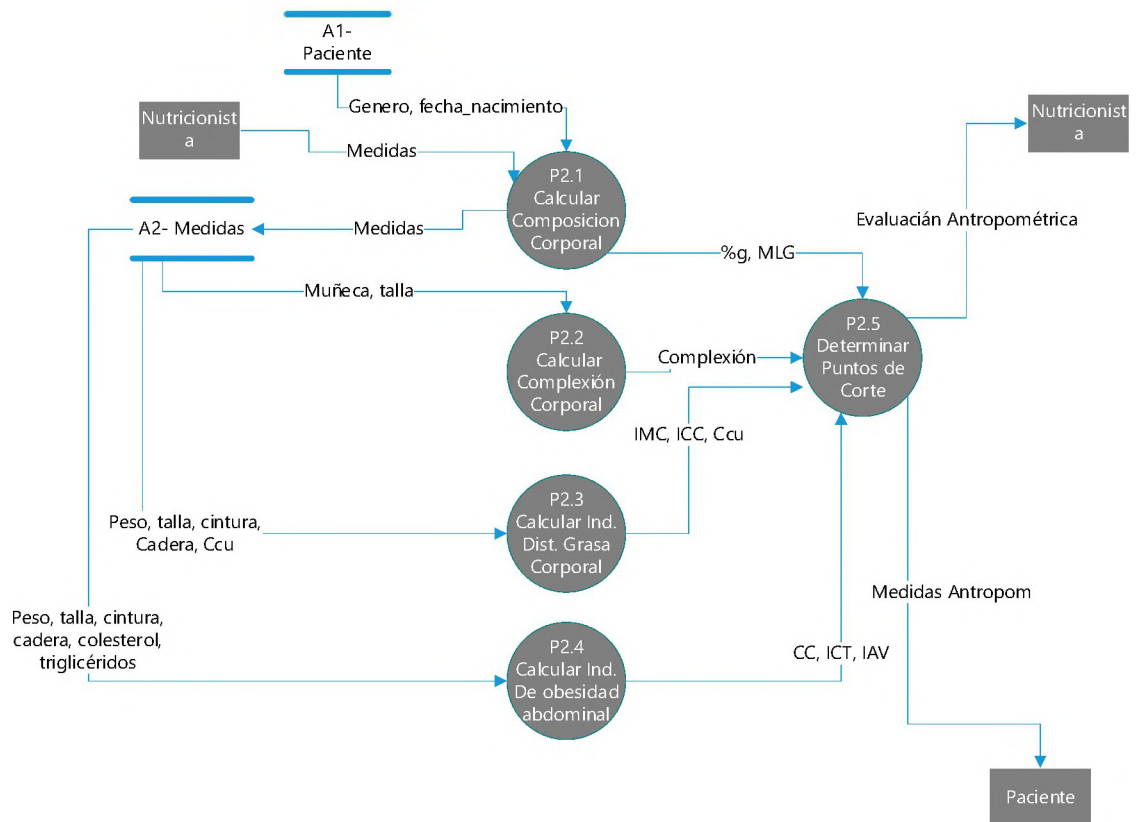 A1-
Paciente
Genero, fecha_nacimiento
Nutricionist
a
Nutricionist
a
Medidas
P2.1
Calcular
Composicion
Corporal
A2- Medidas
Medidas
Evaluacián Antropométrica
%g, MLG
Muñeca, talla
P2.2
Calcular
Complexión
Corporal
Complexión
P2.5
Determinar
Puntos de
Corte
IMC, ICC, Ccu
P2.3
Calcular Ind.
Dist. Grasa
Corporal
Peso, talla, cintura,
Cadera, Ccu
Medidas Antropom
Peso, talla, cintura,
cadera, colesterol,
triglicéridos
P2.4
Calcular Ind.
De obesidad
abdominal
CC, ICT, IAV
Paciente